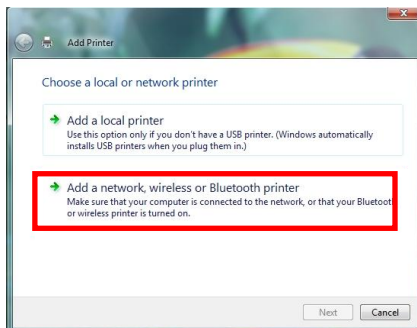 Add Printer
Choose a local or network printer
Add a local printer
Use this option only if you don't have a USB printer. (Windows automatically
installs USB printers when you plug them in.)
Add a network, wireless or Bluetooth printer
Make sure that your computer is connected to the network, or that your Bluetooth
or wireless printer is turned on.
Next
Cancel